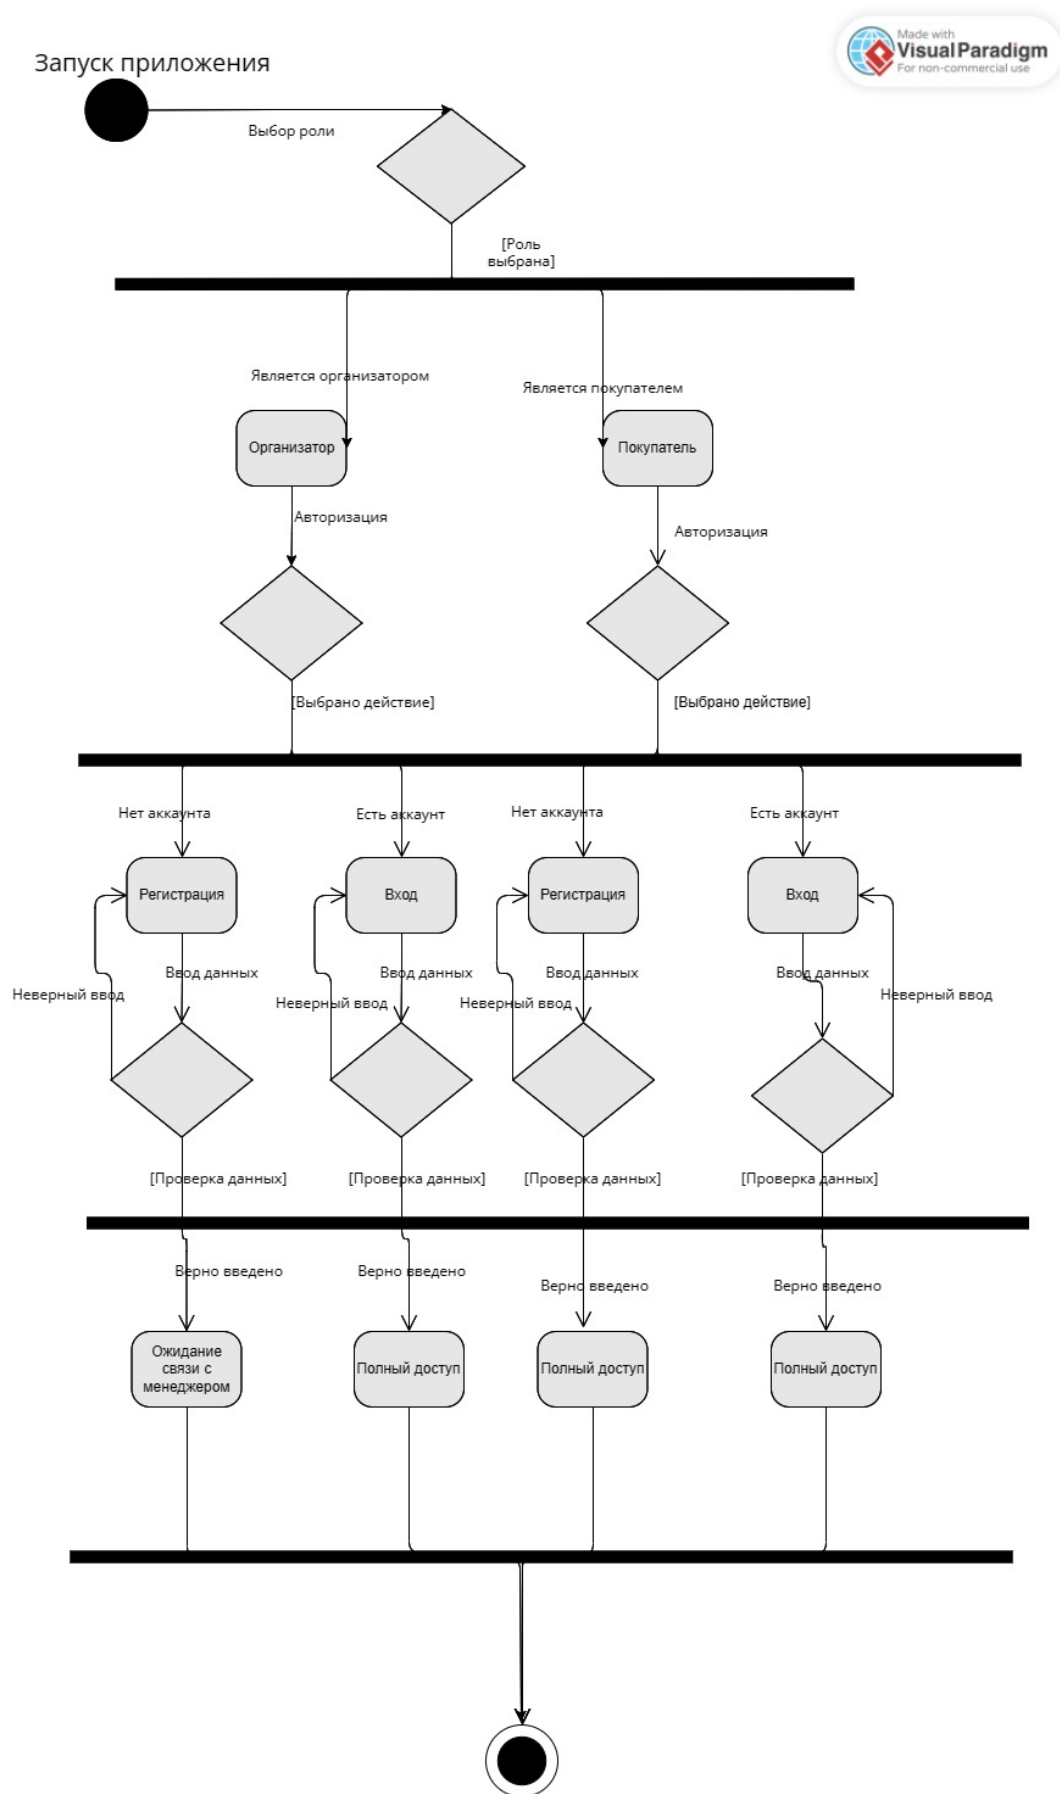 Made with
Visual Paradigm
For non-commercial use
Запуск приложения
Выбор роли
[Роль
выбрана]
Является организатором
Является покупателем
Организатор
Покупатель
Авторизация
Авторизация
[Выбрано действие]
[Выбрано действие]
Нет аккаунта
Есть аккаунт
Нет аккаунта
Есть аккаунт
Регистрация
Вход
Регистрация
Вход
Ввод данных
Ввод данных
Ввод данных
Ввод данных
Неверный ввод
Неверный ввод
Неверный ввод
Неверный ввод
[Проверка данных]
[Проверка данных]
[Проверка данных]
[Проверка данных]
Верно введено
Верно введено
Верно введено
Верно введено
Ожидание
связи с
менеджером
Полный доступ
Полный доступ
Полный доступ